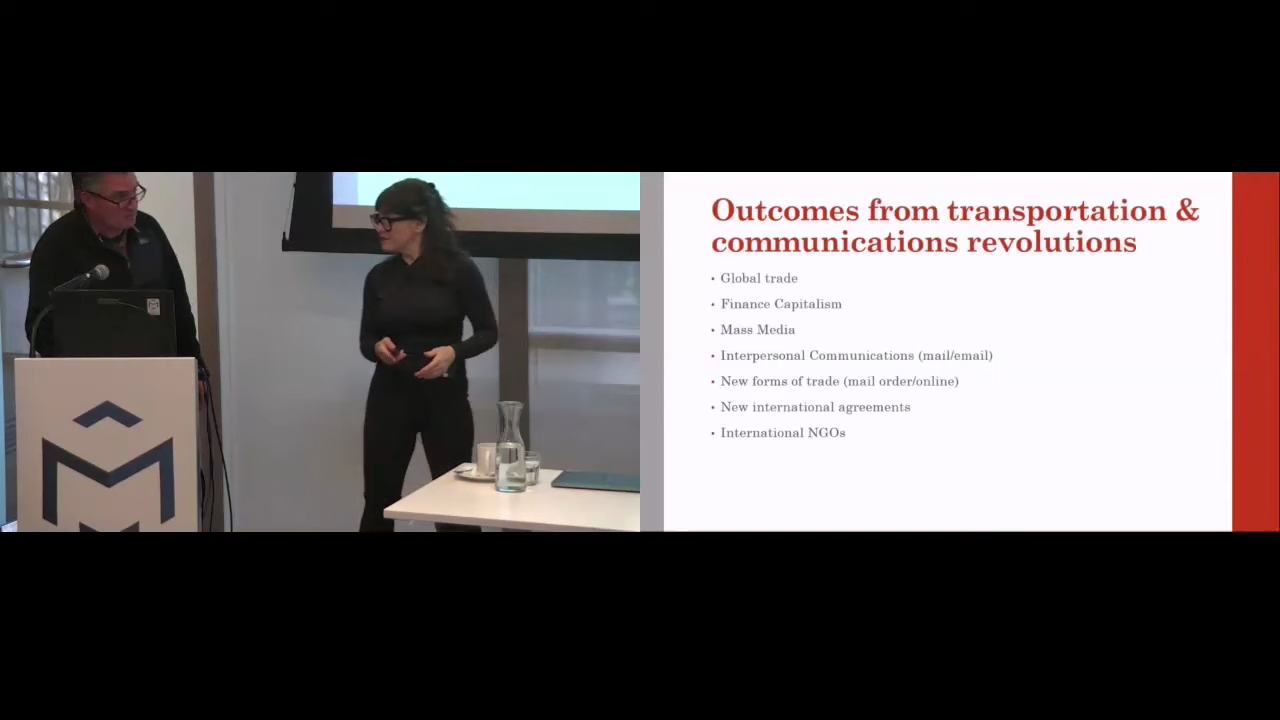 Outcomes from transportation &
communications revolutions
• Global trade
• Finance Capitalism
• Mass Media
• Interpersonal Communications (mail/email)
• New forms of trade (mail order/online)
• New international agreements
• International NGOs